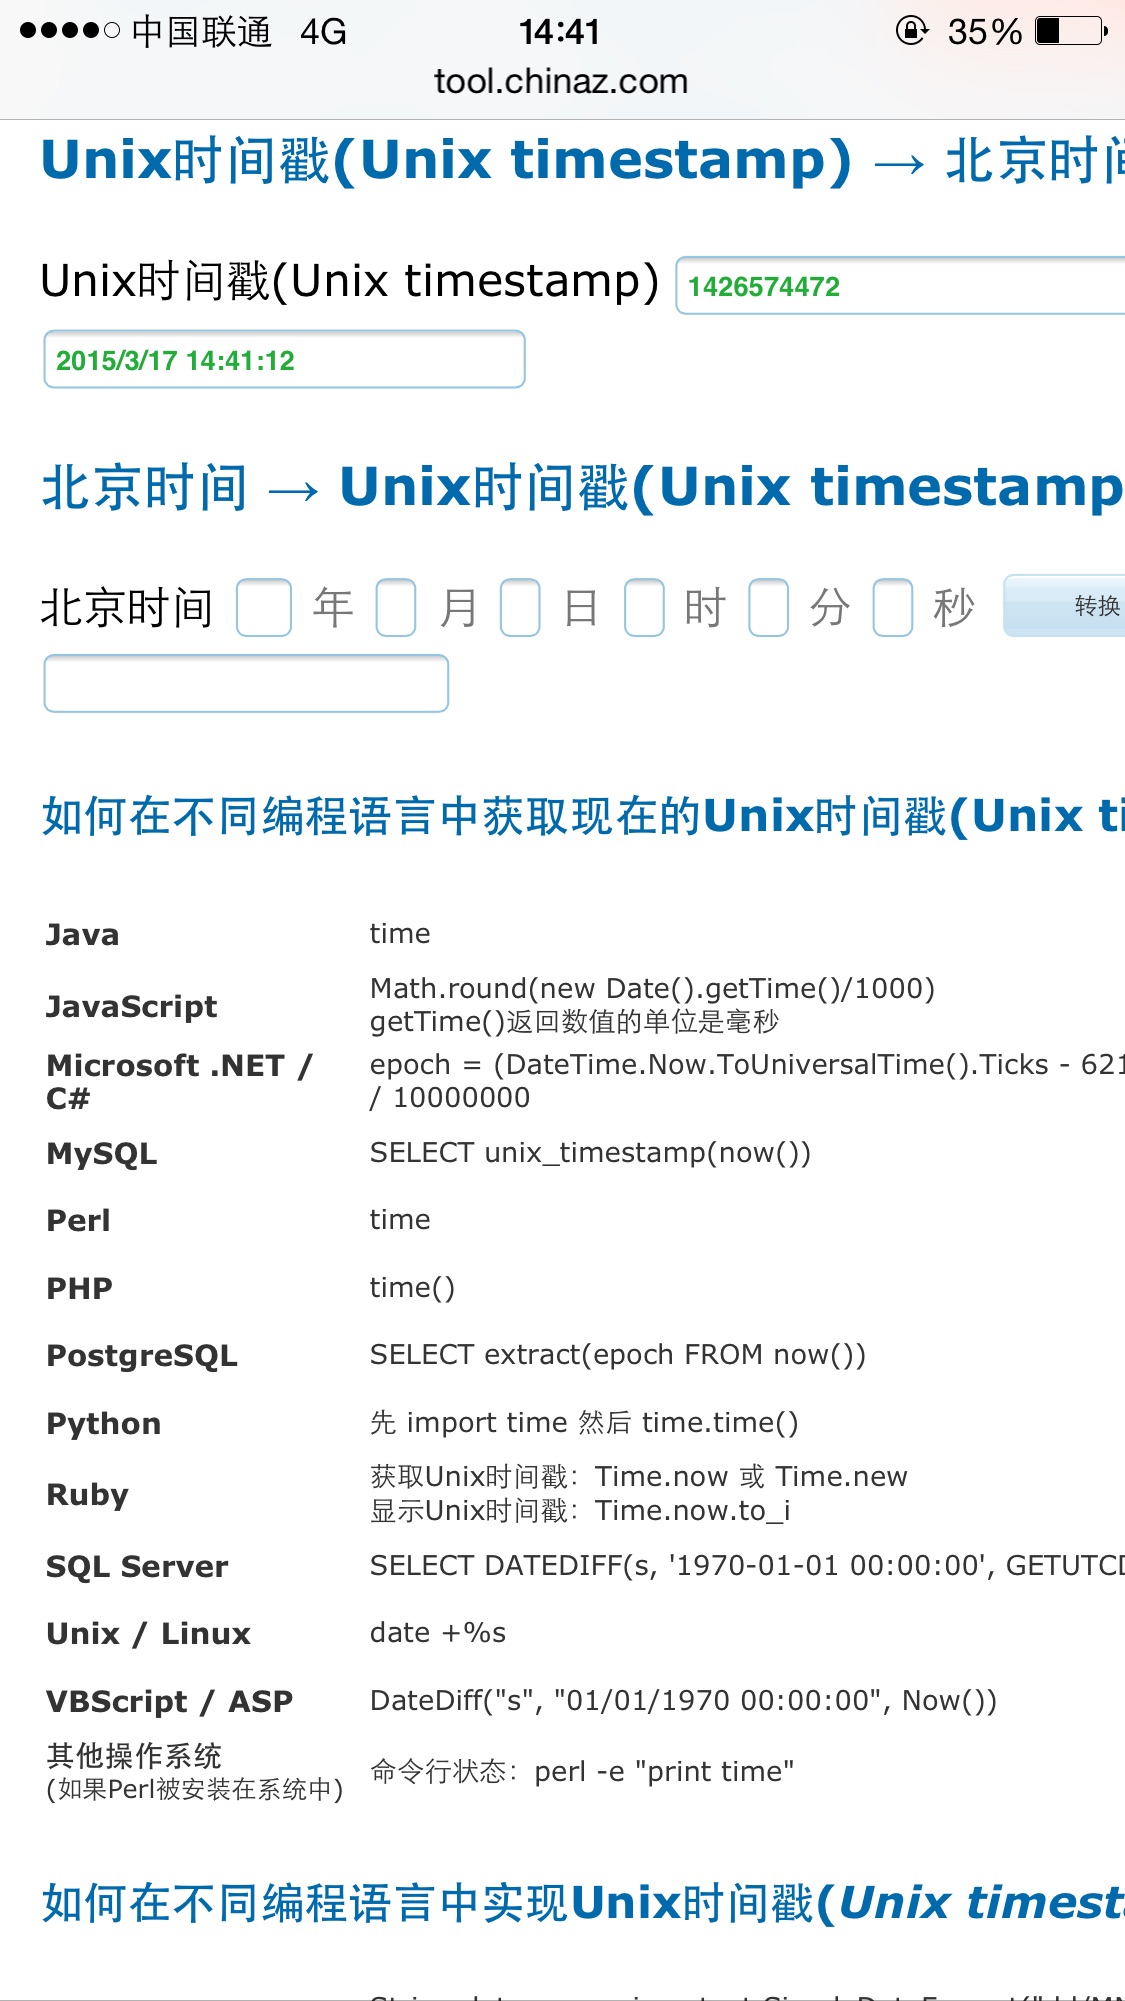 中国联通 4G 14:41 35%
tool.chinaz.com
Unix时间戳(Unix timestamp) → 北京时间
Unix时间戳(Unix timestamp) 1426574472
2015/3/17 14:41:12
北京时间 → Unix时间戳(Unix timestamp
北京时间 年 月 日 时 分 秒 转换
如何在不同编程语言中获取现在的Unix时间戳(Unix ti
Java time
JavaScript Math.round(new Date().getTime()/1000)
getTime()返回数值的单位是毫秒
Microsoft .NET / C# epoch = (DateTime.Now.ToUniversalTime().Ticks - 621
/ 10000000
MySQL SELECT unix_timestamp(now())
Perl time
PHP time()
PostgreSQL SELECT extract(epoch FROM now())
Python 先 import time 然后 time.time()
Ruby 获取Unix时间戳：Time.now 或 Time.new
显示Unix时间戳：Time.now.to_i
SQL Server SELECT DATEDIFF(s, '1970-01-01 00:00:00', GETUTCD
Unix / Linux date +%s
VBScript / ASP DateDiff("s", "01/01/1970 00:00:00", Now())
其他操作系统
(如果Perl被安装在系统中) 命令行状态：perl -e "print time"
如何在不同编程语言中实现Unix时间戳(Unix timest